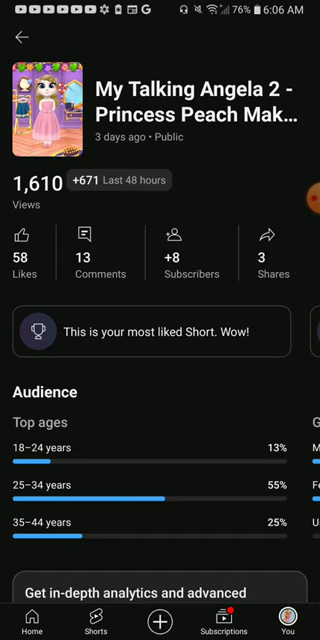 6:06 AM
76%
My Talking Angela 2 -
Princess Peach Mak...
3 days ago • Public
1,610 +671 Last 48 hours
Views
58 13 +8 3
Likes Comments Subscribers Shares
This is your most liked Short. Wow!
Audience
Top ages G
18–24 years 13% M
25–34 years 55% Fe
35–44 years 25% U
Get in-depth analytics and advanced
Home Shorts Subscriptions You